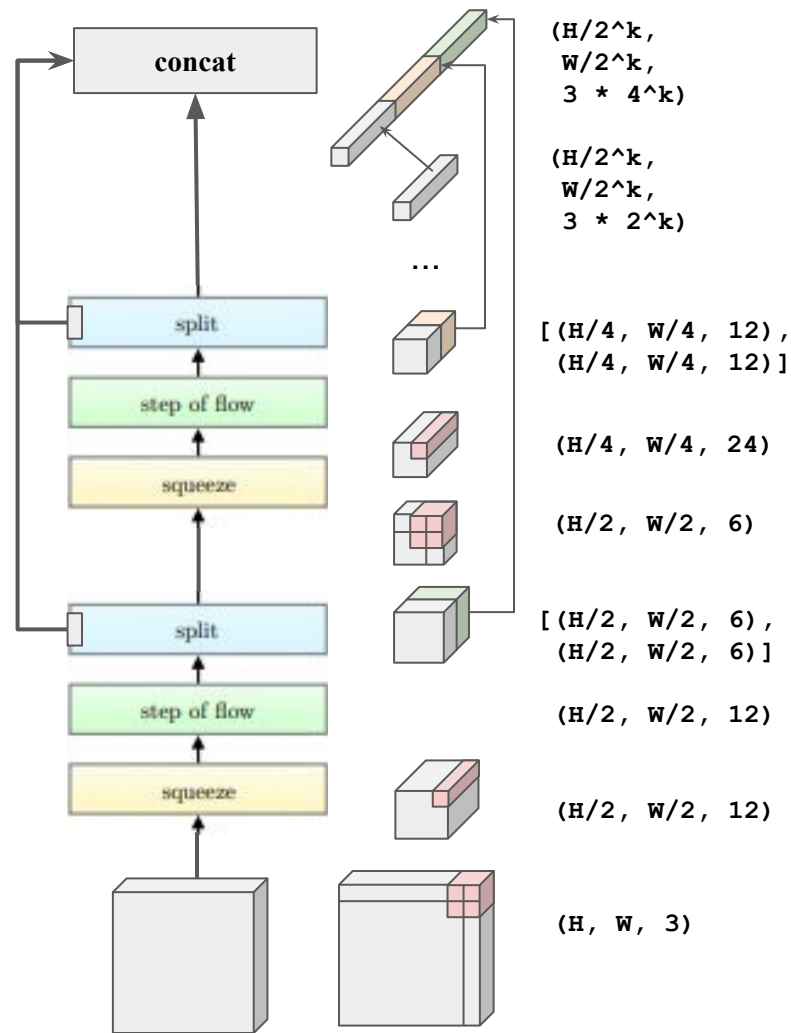 concat
(H/2^k,
W/2^k,
3 * 4^k)
(H/2^k,
W/2^k,
3 * 2^k)
...
split
[(H/4, W/4, 12),
(H/4, W/4, 12)]
step of flow
(H/4, W/4, 24)
squeeze
(H/2, W/2, 6)
split
[(H/2, W/2, 6),
(H/2, W/2, 6)]
step of flow
(H/2, W/2, 12)
squeeze
(H/2, W/2, 12)
(H, W, 3)